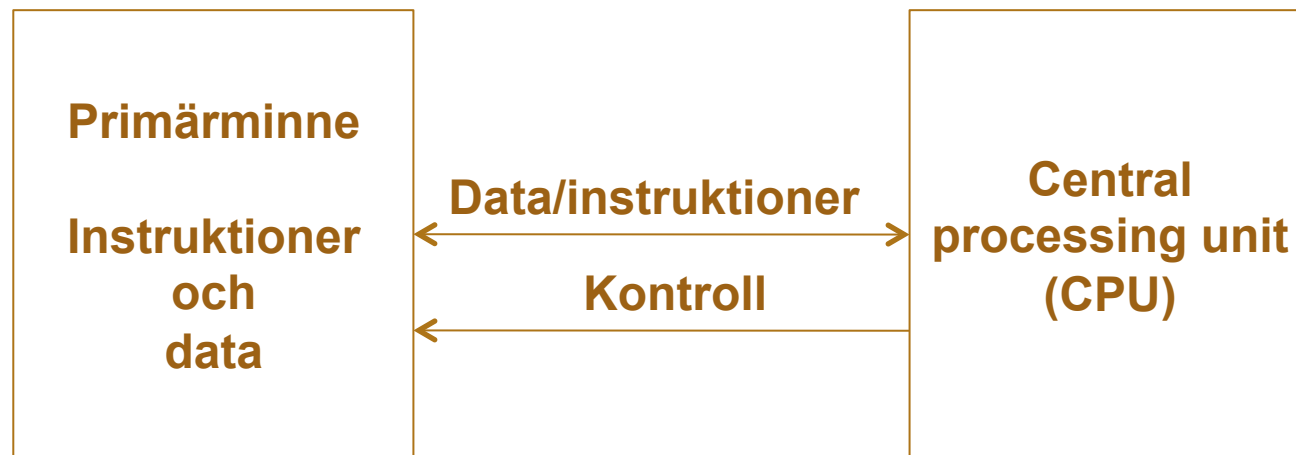 Primärminne
Instruktioner
och
data
Data/instruktioner
Kontroll
Central
processing unit
(CPU)